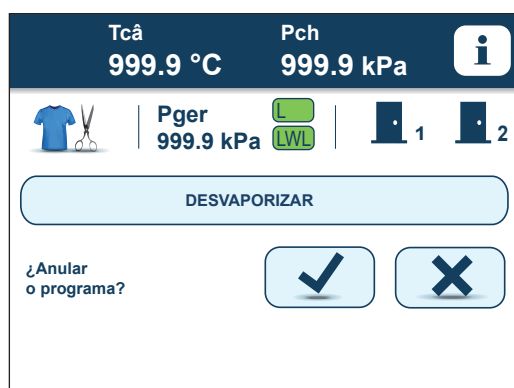 Tcâ Pch
999.9 °C 999.9 kPa i
Pger L
999.9 kPa LWL 1 2
DESVAPORIZAR
¿Anular
o programa?